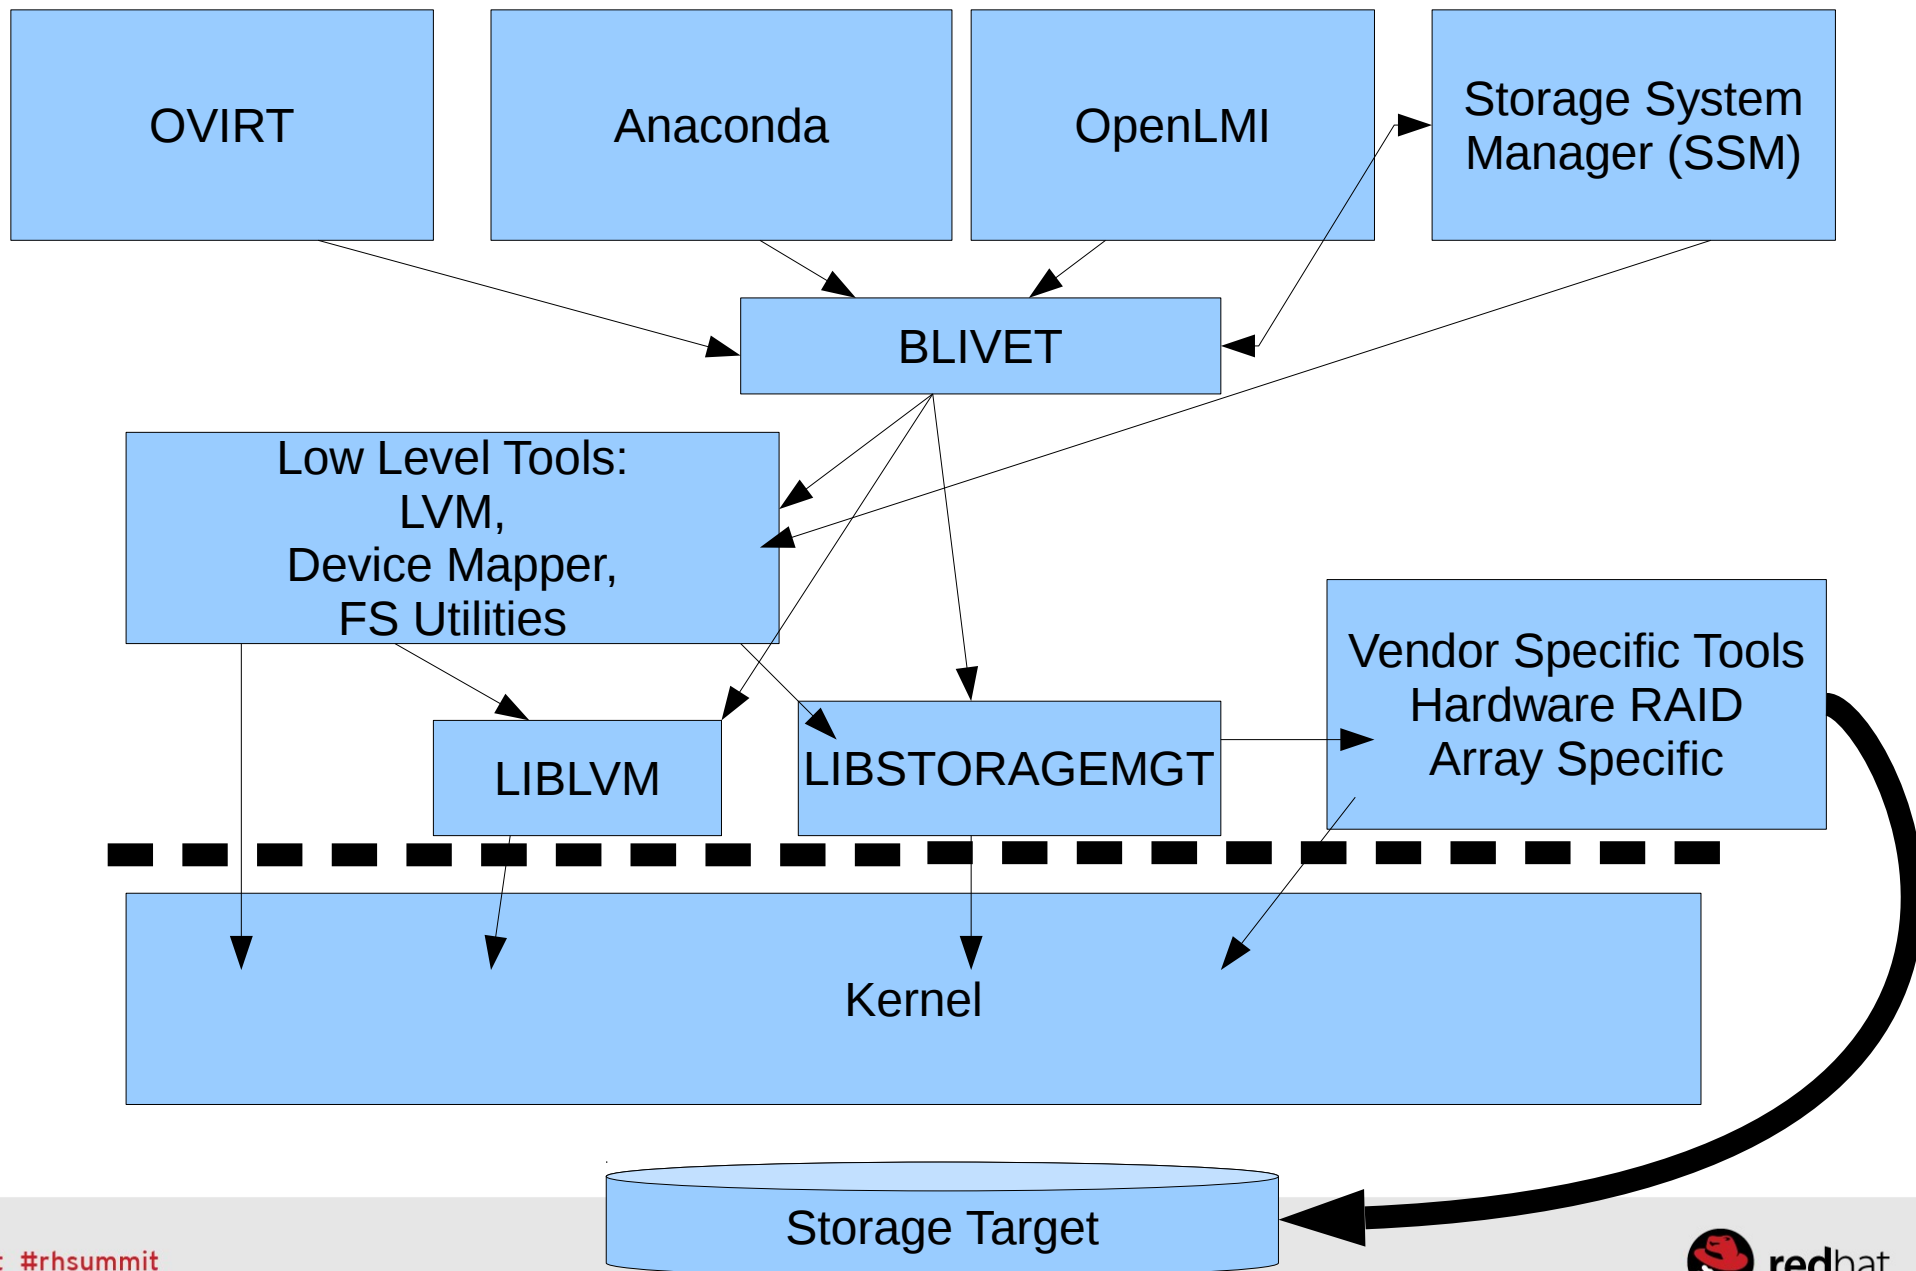 OVIRT
Anaconda
OpenLMI
Storage System
Manager (SSM)
BLIVET
Low Level Tools:
LVM,
Device Mapper,
FS Utilities
Vendor Specific Tools
Hardware RAID
Array Specific
LIBLVM
LIBSTORAGEMGT
Kernel
Storage Target
#rhsummit
redhat